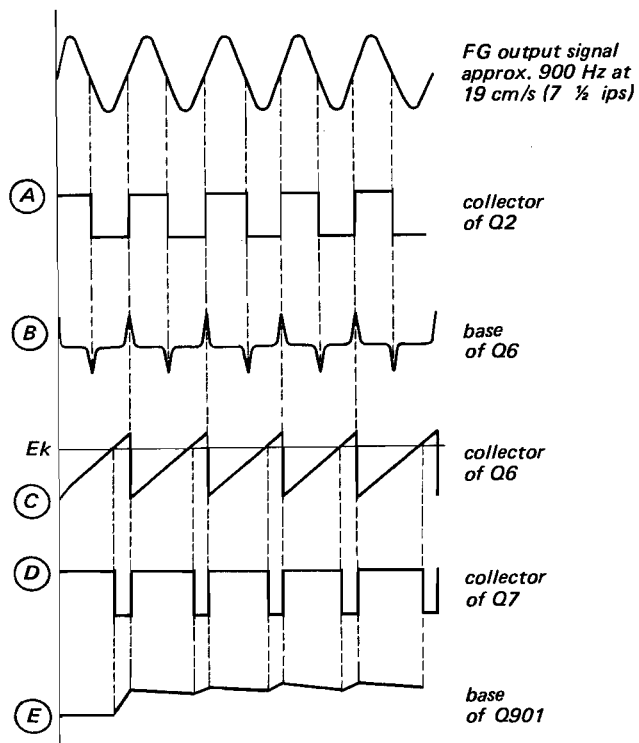 FG output signal
approx. 900 Hz at
19 cm/s (7 ½ ips)
A
collector
of Q2
B
base
of Q6
Ek
collector
of Q6
C
D
collector
of Q7
E
base
of Q901